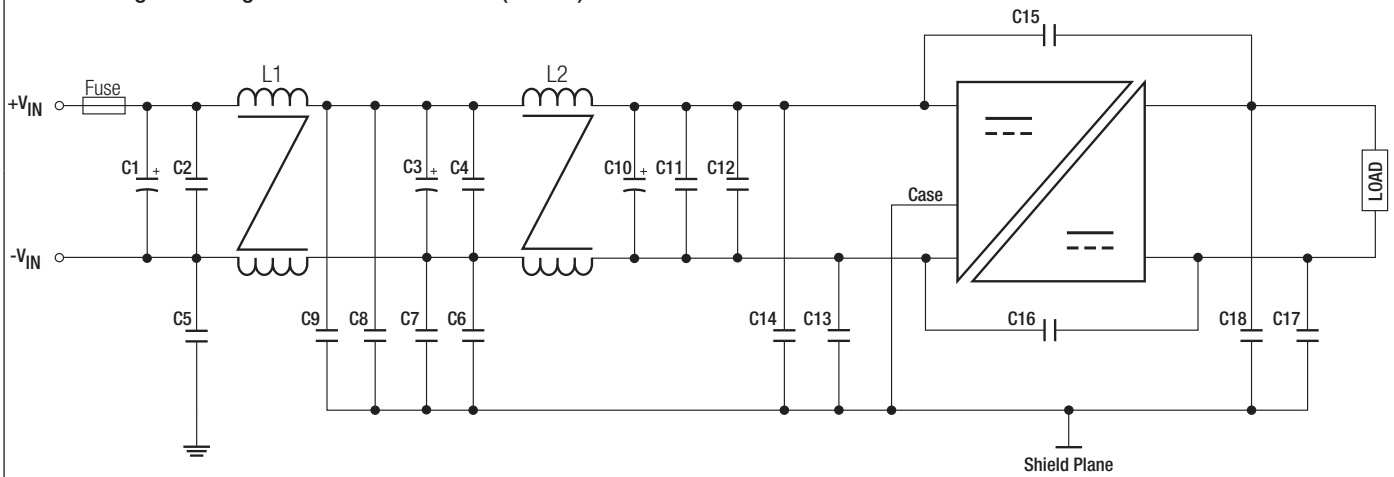 C15
Fuse
L1
L2
+VIN
C1 +
C2
C3 +
C4
C10 +
C11
C12
Case
LOAD
-VIN
C5
C9
C8
C7
C6
C14
C13
C16
C18
C17
Shield Plane